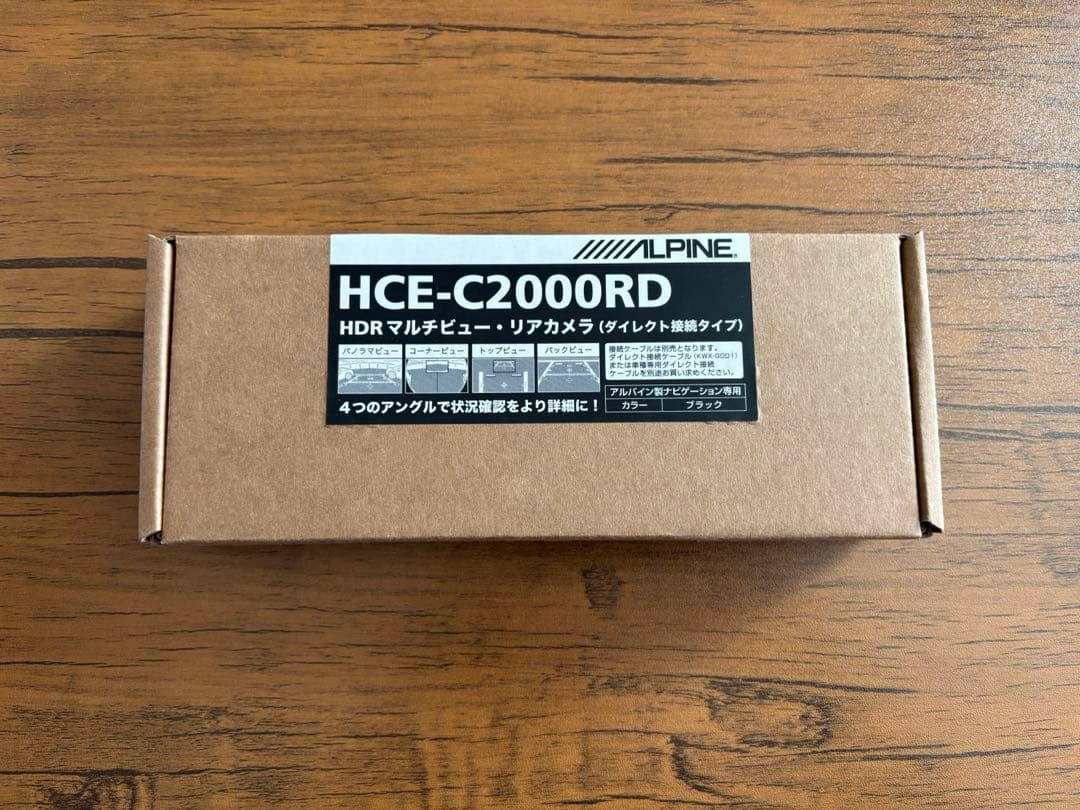 ALPINE
HCE-C2000RD
HDR マルチビュー・リアカメラ（ダイレクト接続タイプ）
パノラマビュー コーナービュー トップビュー バックビュー
接続ケーブルは別売となります。
ダイレクト接続ケーブル（KWX-G001）
または車種専用ダイレクト接続
ケーブルを別途お買い求めください。
アルパイン製ナビゲーション専用
カラー ブラック
4つのアングルで状況確認をより詳細に！